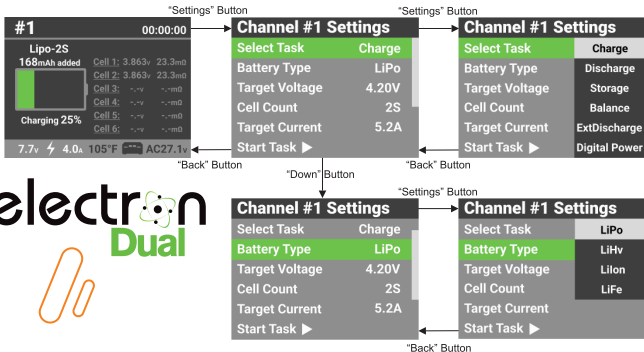 "Settings" Button
"Settings" Button
#1 00:00:00
Lipo-2S
168mAh added
Cell 1: 3.863v 23.3mΩ
Cell 2: 3.863v 23.3mΩ
Cell 3: -.-v -.-mΩ
Cell 4: -.-v -.-mΩ
Cell 5: -.-v -.-mΩ
Cell 6: -.-v -.-mΩ
Charging 25%
7.7v 4.0A 105°F AC27.1v
Channel #1 Settings
Select Task Charge
Battery Type LiPo
Target Voltage 4.20V
Cell Count 2S
Target Current 5.2A
Start Task ▶
Channel #1 Settings
Select Task Charge
Battery Type Discharge
Target Voltage Storage
Cell Count Balance
Target Current ExtDischarge
Start Task ▶ Digital Power
"Back" Button
"Back" Button
"Down" Button
electron
Dual
"Settings" Button
Channel #1 Settings
Select Task Charge
Battery Type LiPo
Target Voltage 4.20V
Cell Count 2S
Target Current 5.2A
Start Task ▶
Channel #1 Settings
Select Task LiPo
Battery Type LiHv
Target Voltage LiIon
Cell Count LiFe
Target Current
Start Task ▶
"Back" Button